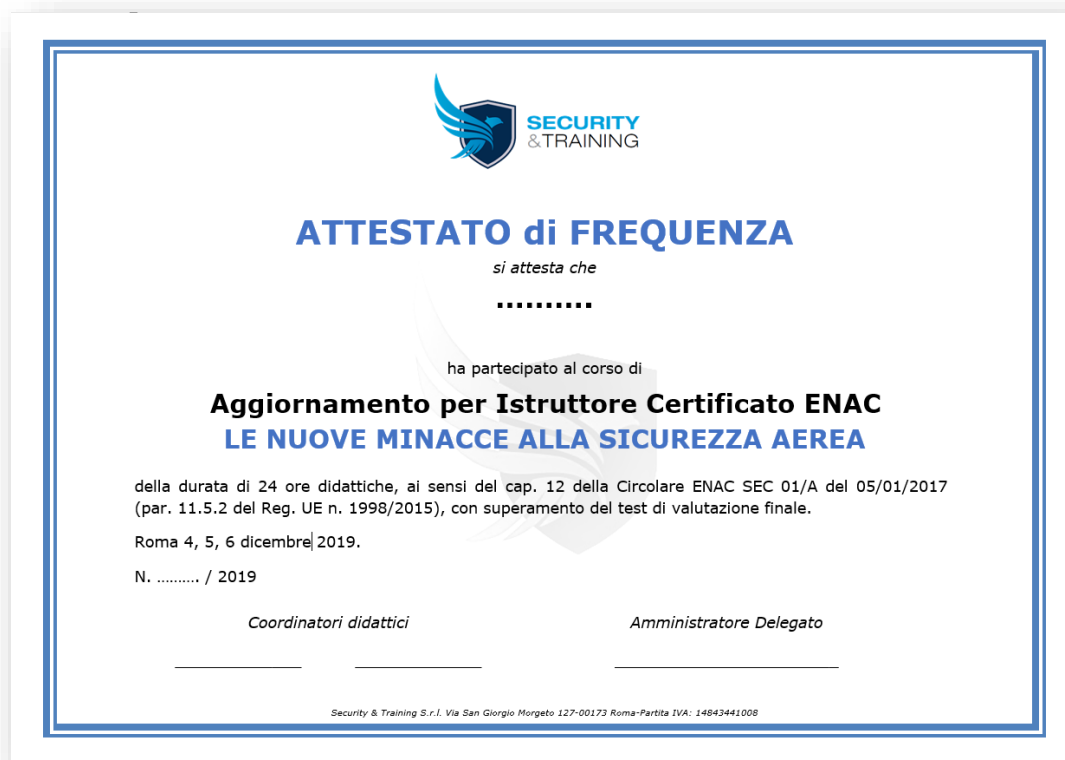 SECURITY
&TRAINING
ATTESTATO di FREQUENZA
si attesta che
..........
ha partecipato al corso di
Aggiornamento per Istruttore Certificato ENAC
LE NUOVE MINACCE ALLA SICUREZZA AEREA
della durata di 24 ore didattiche, ai sensi del cap. 12 della Circolare ENAC SEC 01/A del 05/01/2017
(par. 11.5.2 del Reg. UE n. 1998/2015), con superamento del test di valutazione finale.
Roma 4, 5, 6 dicembre 2019.
N. .......... / 2019
Coordinatori didattici Amministratore Delegato
Security & Training S.r.l. Via San Giorgio Morgeto 127-00173 Roma-Partita IVA: 14843441008